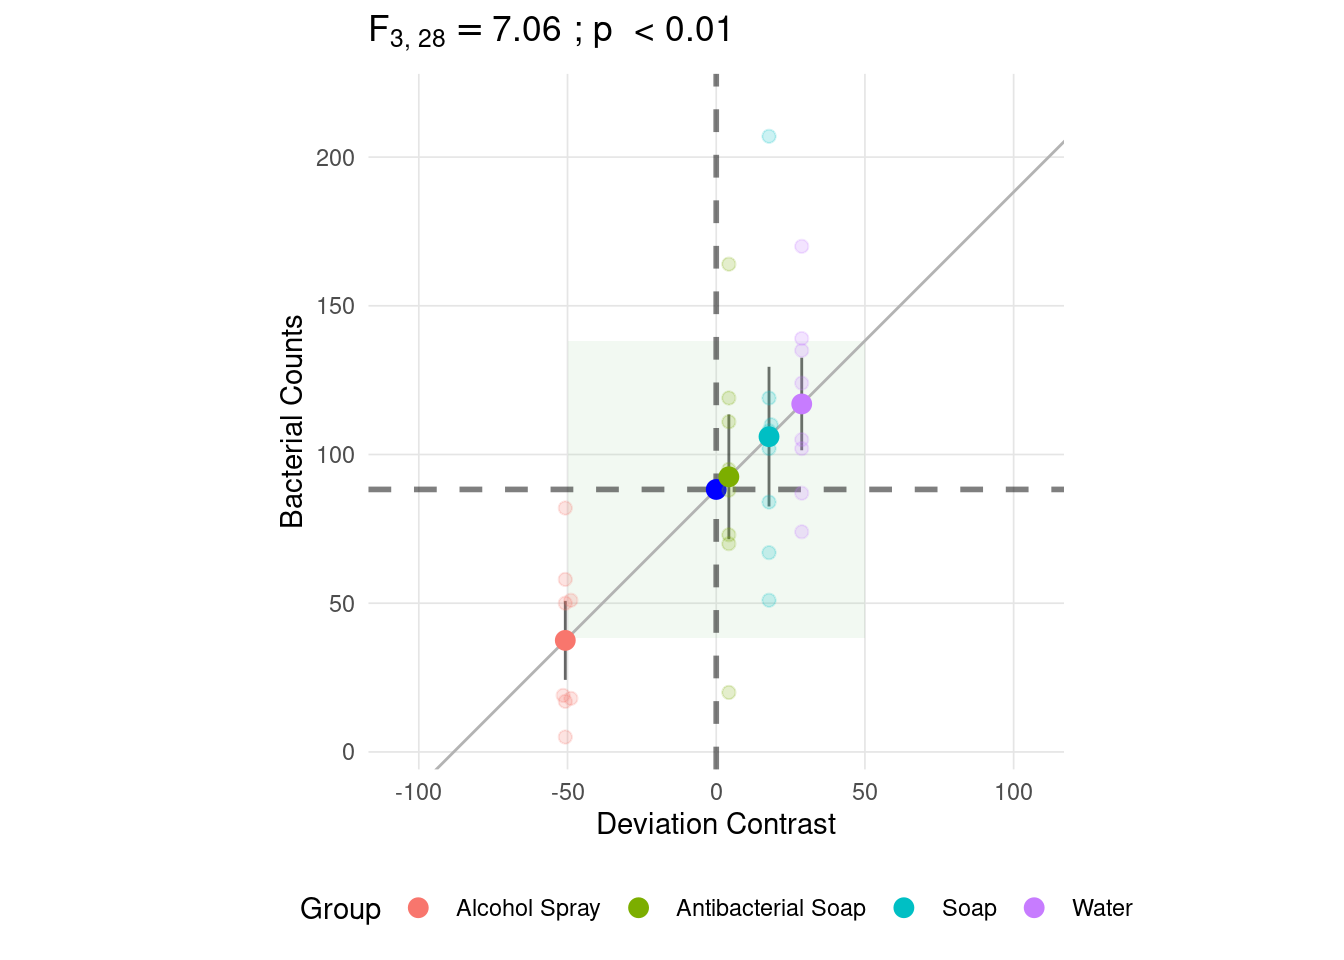 F3, 28 = 7.06 ; p < 0.01
200
150
100
50
0
Bacterial Counts
-100 -50 0 50 100
Deviation Contrast
Group Alcohol Spray Antibacterial Soap Soap Water